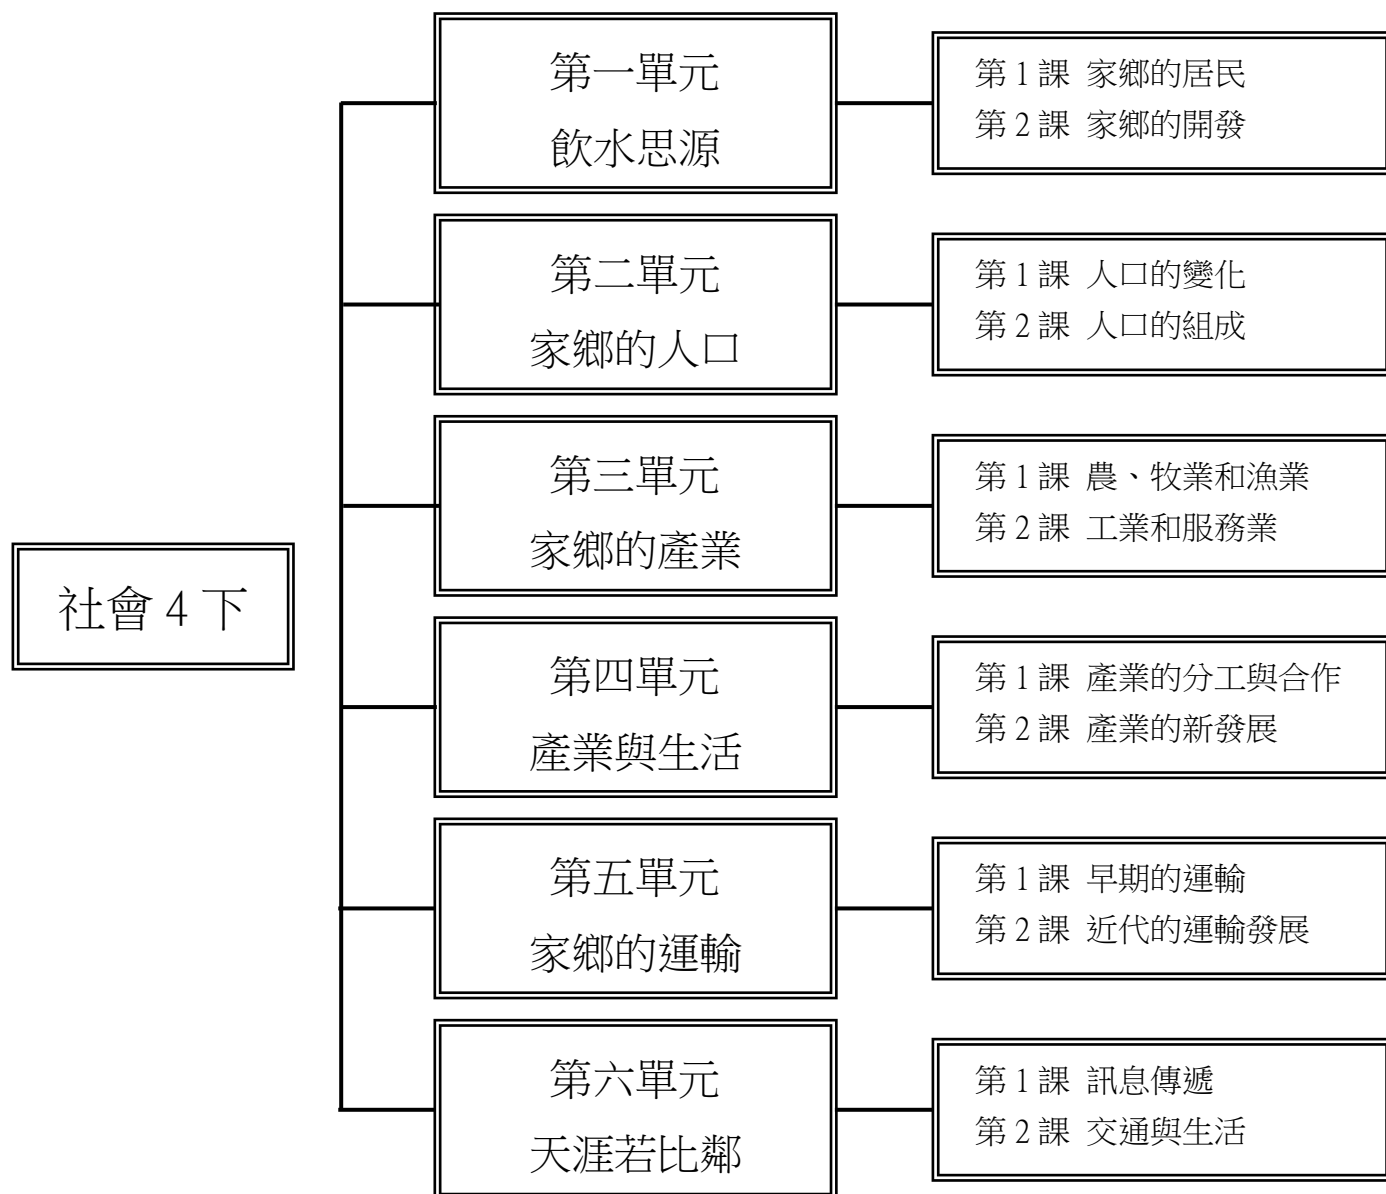 社會 4 下
第一單元
飲水思源
第 1 課 家鄉的居民
第 2 課 家鄉的開發
第二單元
家鄉的人口
第 1 課 人口的變化
第 2 課 人口的組成
第三單元
家鄉的產業
第 1 課 農、牧業和漁業
第 2 課 工業和服務業
第四單元
產業與生活
第 1 課 產業的分工與合作
第 2 課 產業的新發展
第五單元
家鄉的運輸
第 1 課 早期的運輸
第 2 課 近代的運輸發展
第六單元
天涯若比鄰
第 1 課 訊息傳遞
第 2 課 交通與生活